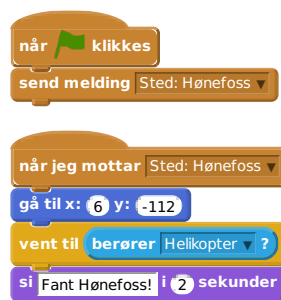 når klikkes
send melding Sted: Hønefoss ▼
når jeg mottar Sted: Hønefoss ▼
gå til x: 6 y: -112
vent til berører Helikopter ▼ ?
si Fant Hønefoss! i 2 sekunder